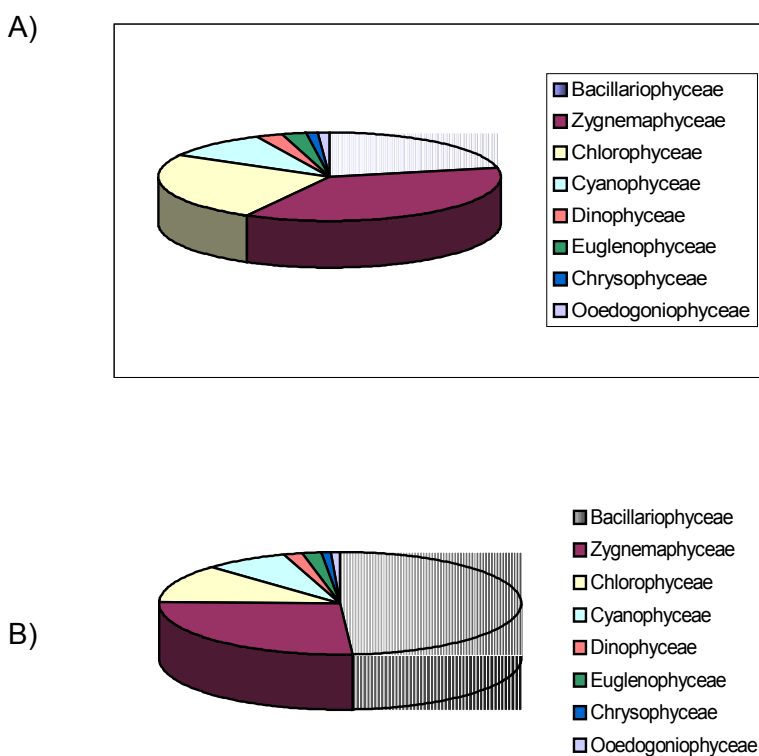 A)
Bacillariophyceae
Zygnemaphyceae
Chlorophyceae
Cyanophyceae
Dinophyceae
Euglenophyceae
Chrysophyceae
Ooedogoniophyceae
B)
Bacillariophyceae
Zygnemaphyceae
Chlorophyceae
Cyanophyceae
Dinophyceae
Euglenophyceae
Chrysophyceae
Ooedogoniophyceae